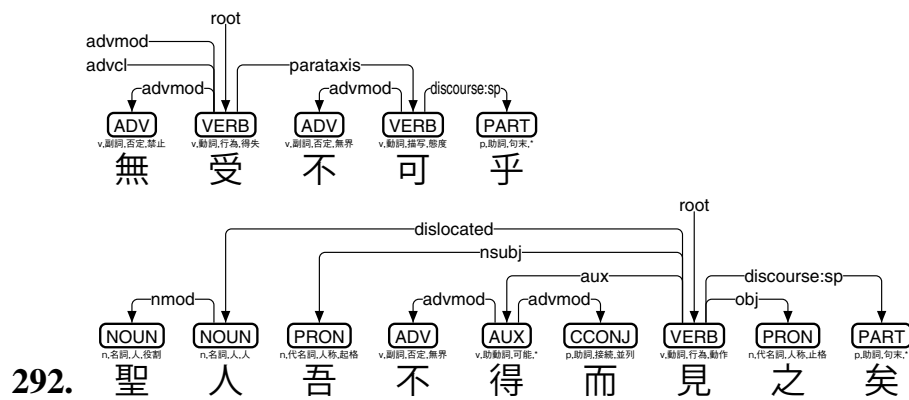 root
advmod
advcl parataxis
advmod advmod discourse:sp
ADV VERB ADV VERB PART
v,副詞,否定,禁止 v,動詞,行為,得失 v,副詞,否定,無界 v,動詞,描写,態度 p,助詞,句末,*
無 受 不 可 乎
root
dislocated
nsubj
aux discourse:sp
nmod advmod advmod obj
NOUN NOUN PRON ADV AUX CCONJ VERB PRON PART
n,名詞,人,役割 n,名詞,人,人 n,代名詞,人称,起格 v,副詞,否定,無界 v,助動詞,可能,* p,助詞,接続,並列 v,動詞,行為,動作 n,代名詞,人称,止格 p,助詞,句末,*
292. 聖 人 吾 不 得 而 見 之 矣